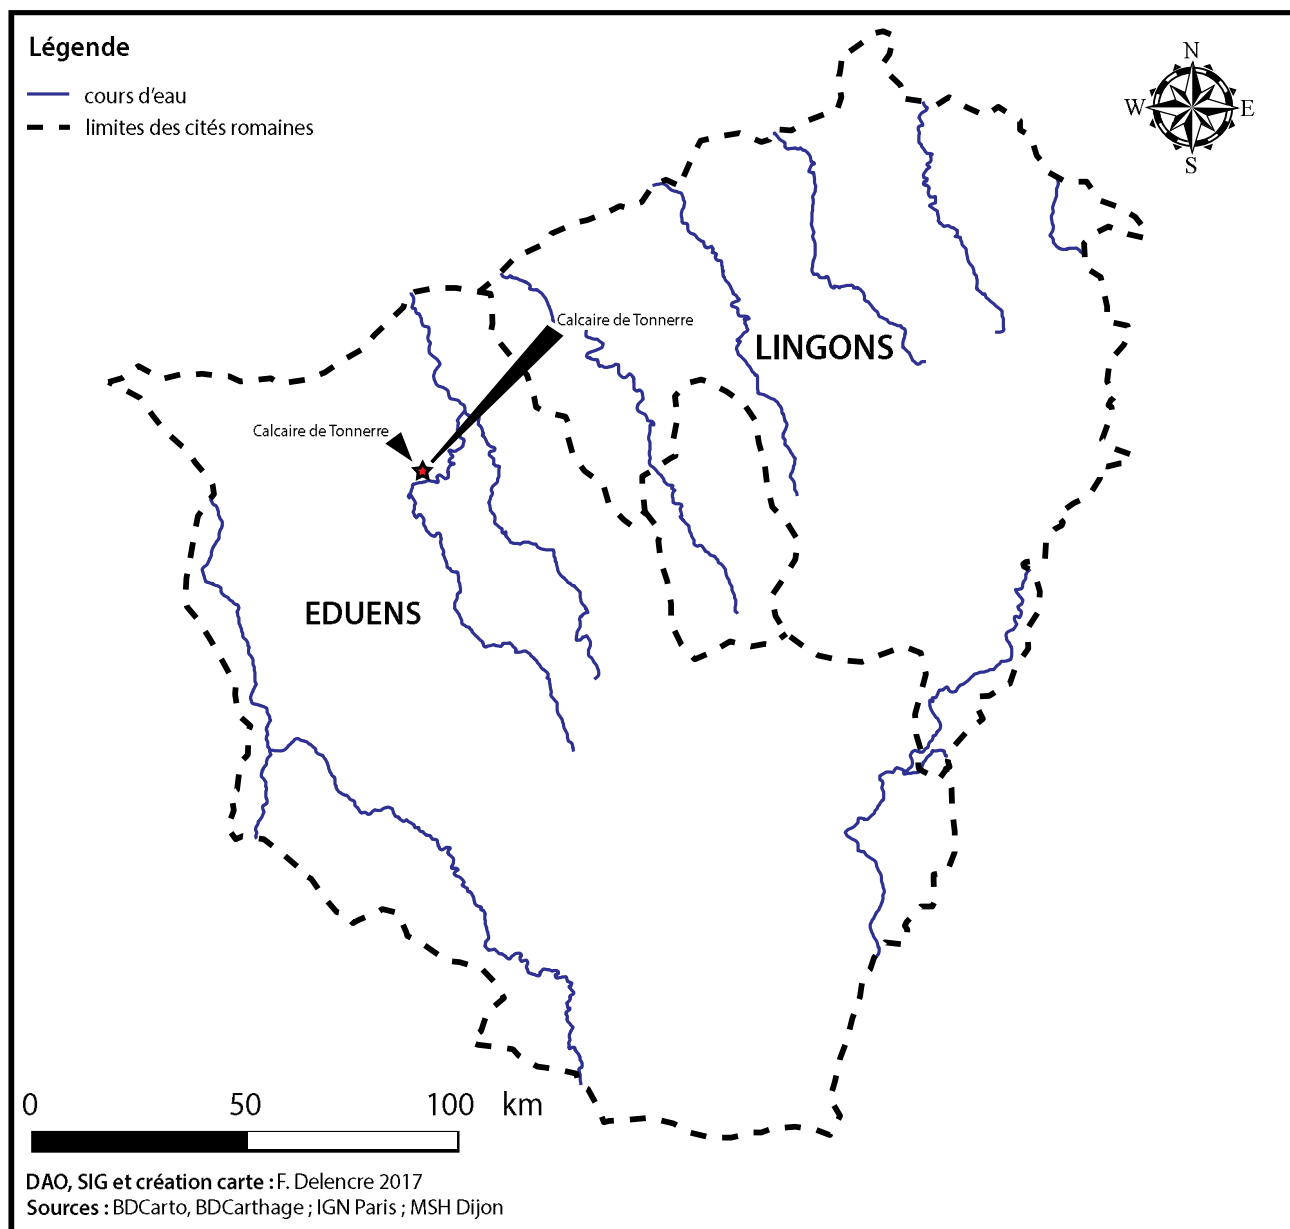 Légende
cours d'eau
limites des cités romaines
N
W
E
S
Calcaire de Tonnerre
LINGONS
Calcaire de Tonnerre
EDUENS
0 50 100 km
DAO, SIG et création carte : F. Delencre 2017
Sources : BDCarto, BDCarthage ; IGN Paris ; MSH Dijon